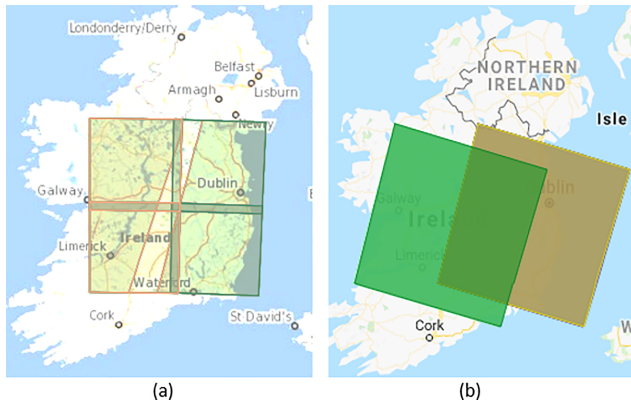 Londonderry/Derry
Belfast
Lisburn
Armagh
Newry
Dublin
Galway
Ireland
Limerick
Waterford
Cork
St David's
(a)
NORTHERN
IRELAND
Isle
Galway
Irela
Limerick
blin
Cork
W
(b)